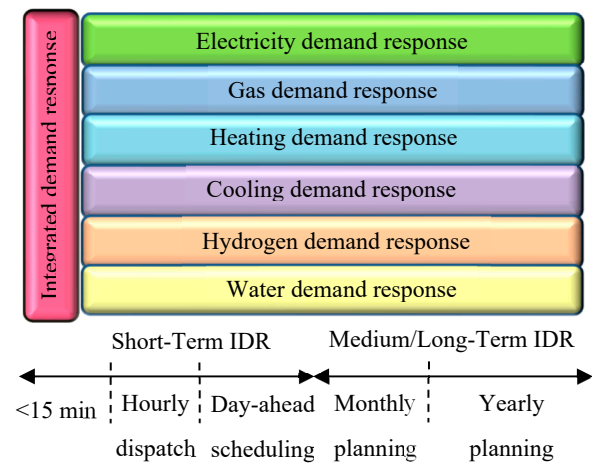 Integrated demand response
Electricity demand response
Gas demand response
Heating demand response
Cooling demand response
Hydrogen demand response
Water demand response
Short-Term IDR
Medium/Long-Term IDR
<15 min
Hourly
dispatch
Day-ahead
scheduling
Monthly
planning
Yearly
planning